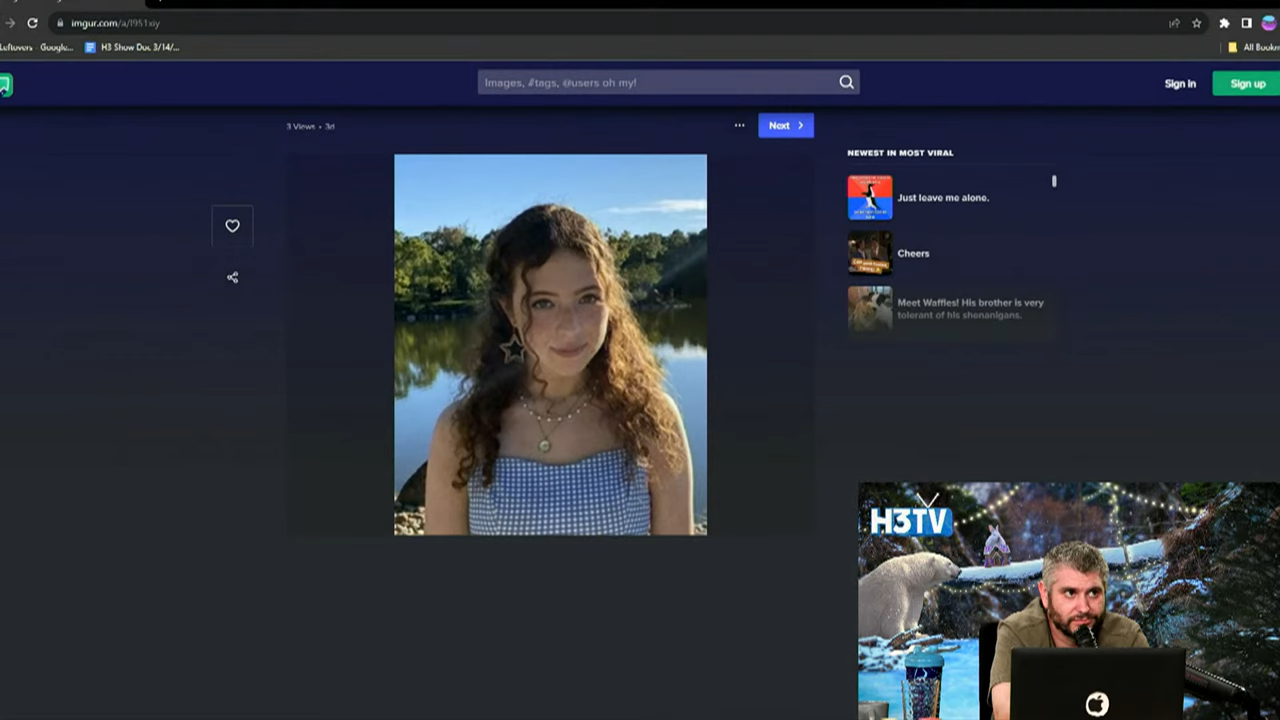 imgur.com/a/l951xiy
Leftovers - Google...
H3 Show Doc 3/14/...
All Bookm
Images, #tags, @users oh my!
Sign in
Sign up
3 Views • 3d
Next
NEWEST IN MOST VIRAL
Just leave me alone.
Cheers
Meet Waffles! His brother is very
tolerant of his shenanigans.
H3TV